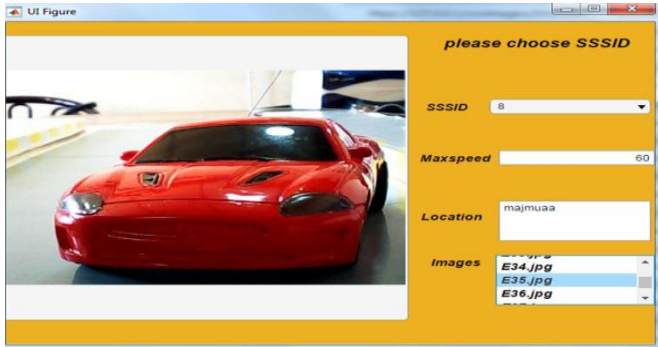 UI Figure
please choose SSSID
SSSID
8
Maxspeed
60
Location
majmuaa
Images
E34.jpg
E35.jpg
E36.jpg